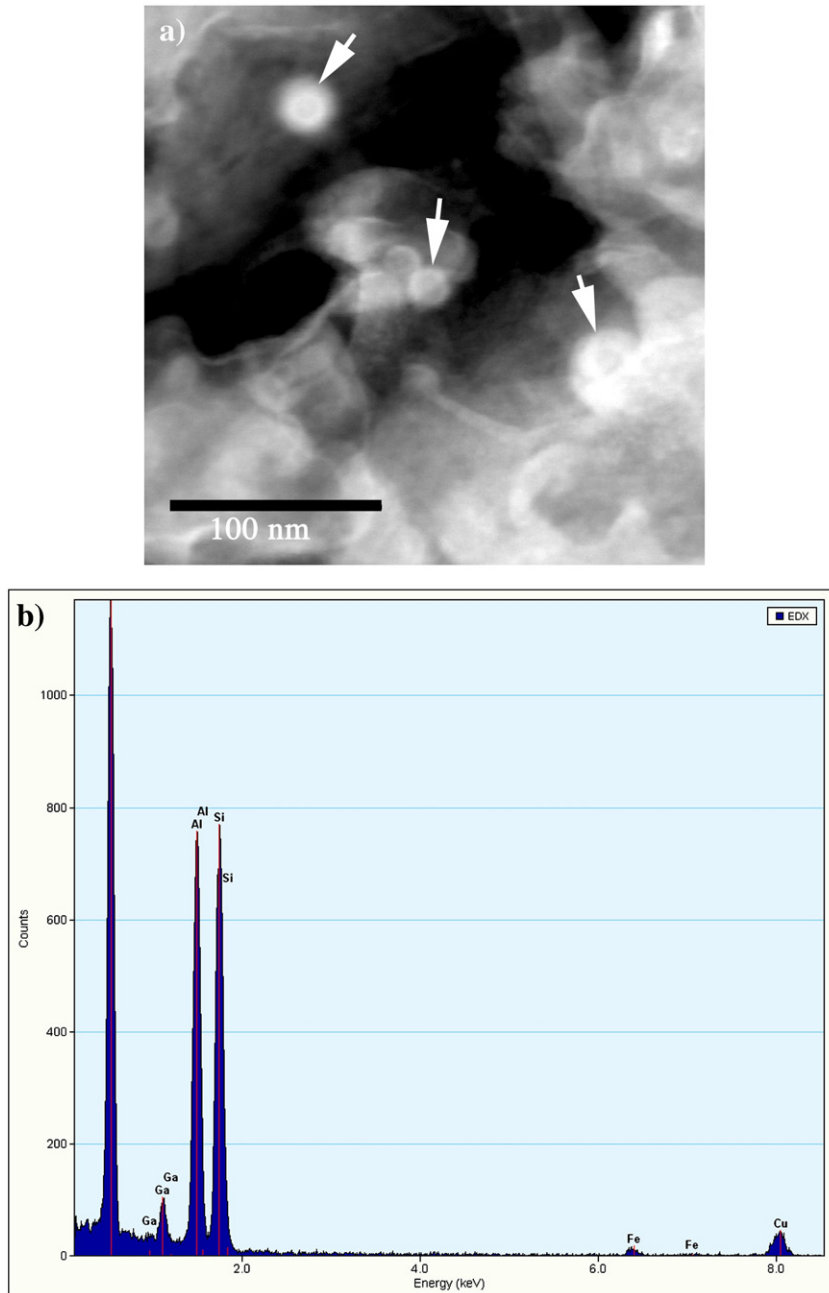 a)
100 nm
b)
EDX
1000
800
600
400
200
0
Counts
Al
Al
Si
Si
Ga
Ga
Ga
Fe
Fe
Cu
2.0
4.0
6.0
8.0
Energy (keV)